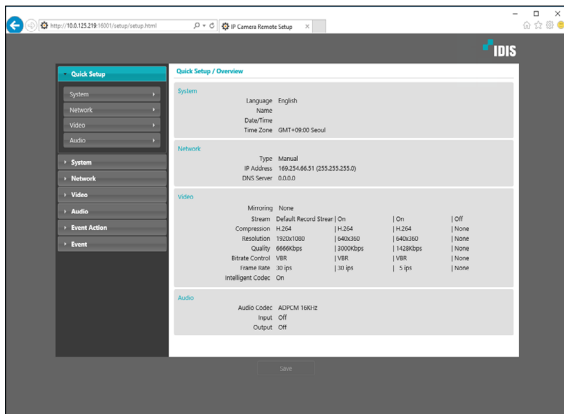 http://10.0.125.219:16001/setup/setup.html
IP Camera Remote Setup
IDIS
Quick Setup
System
Network
Video
Audio
System
Network
Video
Audio
Event Action
Event
Quick Setup / Overview
System
Language English
Name
Date/Time
Time Zone GMT+09:00 Seoul
Network
Type Manual
IP Address 169.254.66.51 (255.255.255.0)
DNS Server 0.0.0.0
Video
Mirroring None
Stream Default Record Strear | On | On | Off
Compression H.264 | H.264 | H.264 | None
Resolution 1920x1080 | 640x360 | 640x360 | None
Quality 6666Kbps | 3000Kbps | 1428Kbps | None
Bitrate Control VBR | VBR | VBR | None
Frame Rate 30 ips | 30 ips | 5 ips | None
Intelligent Codec On
Audio
Audio Codec ADPCM 16KHz
Input Off
Output Off
Save